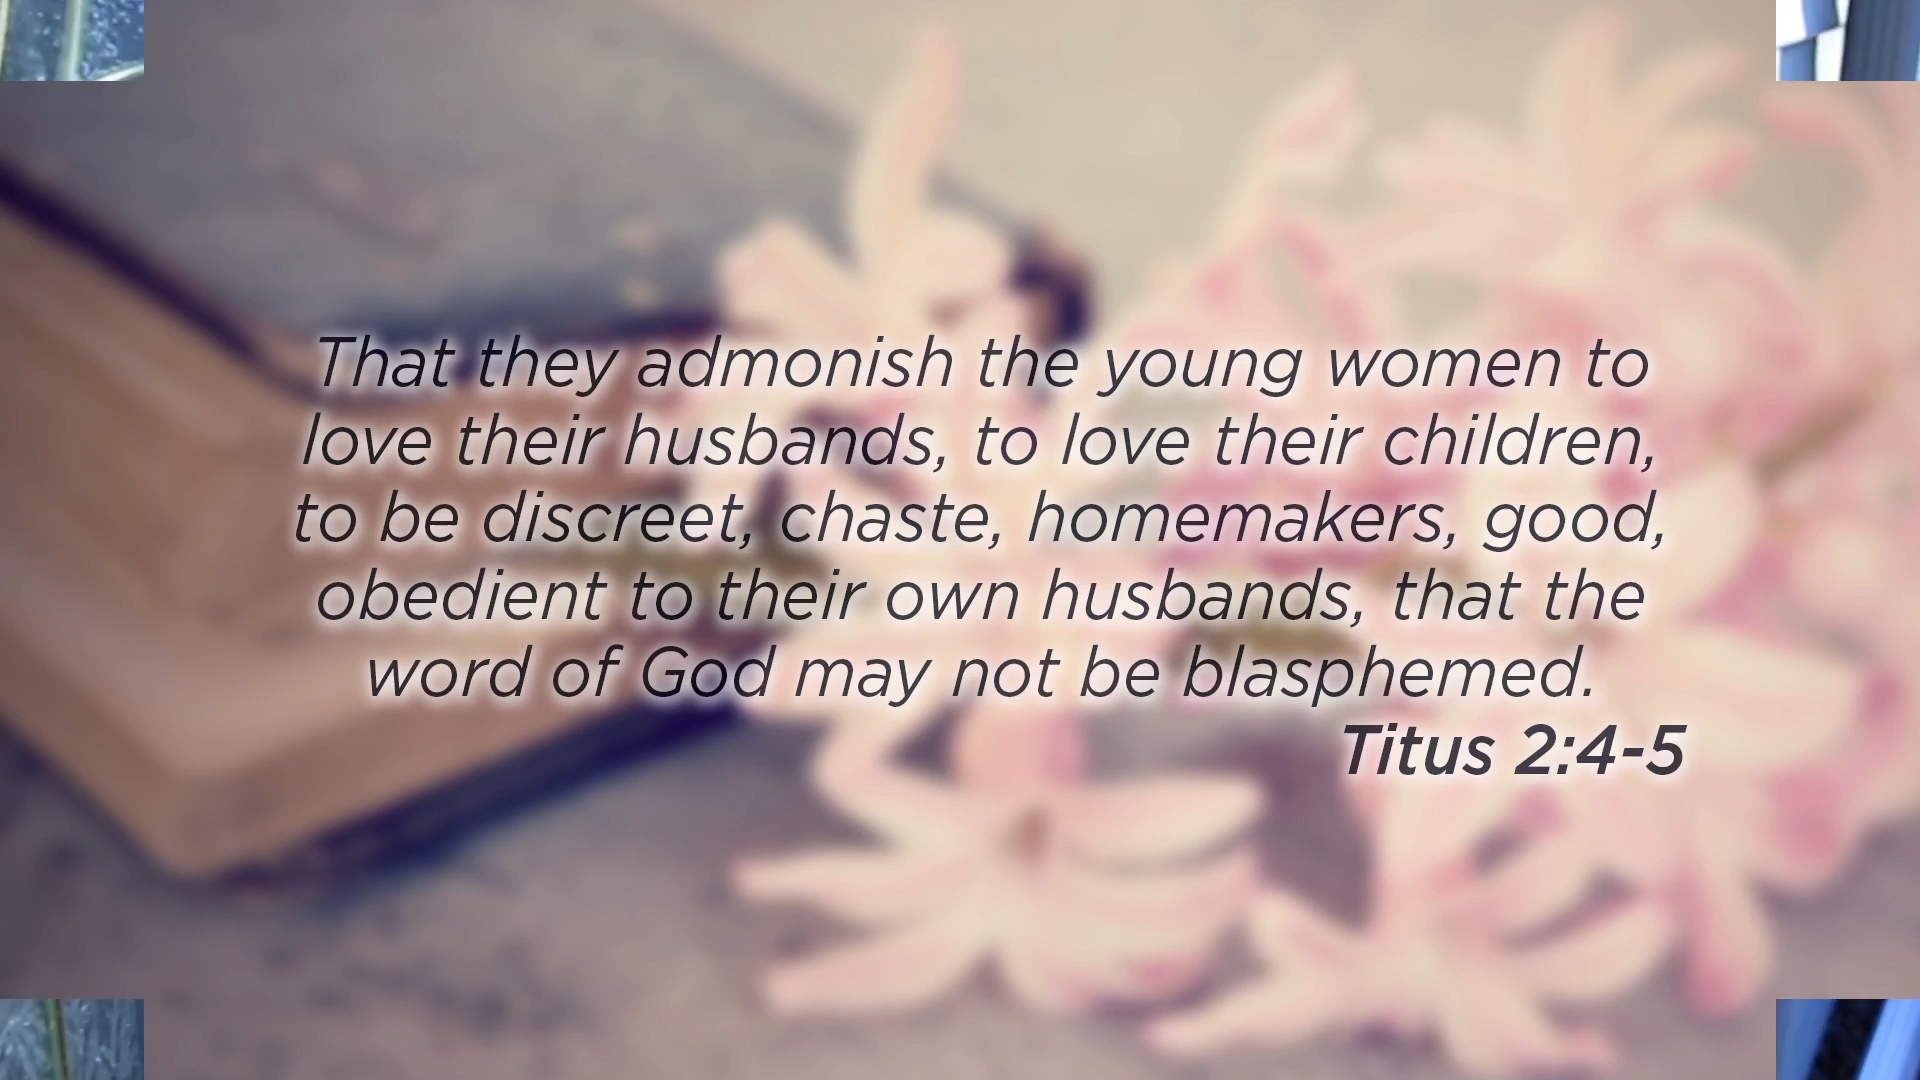 That they admonish the young women to
love their husbands, to love their children,
to be discreet, chaste, homemakers, good,
obedient to their own husbands, that the
word of God may not be blasphemed.
Titus 2:4-5